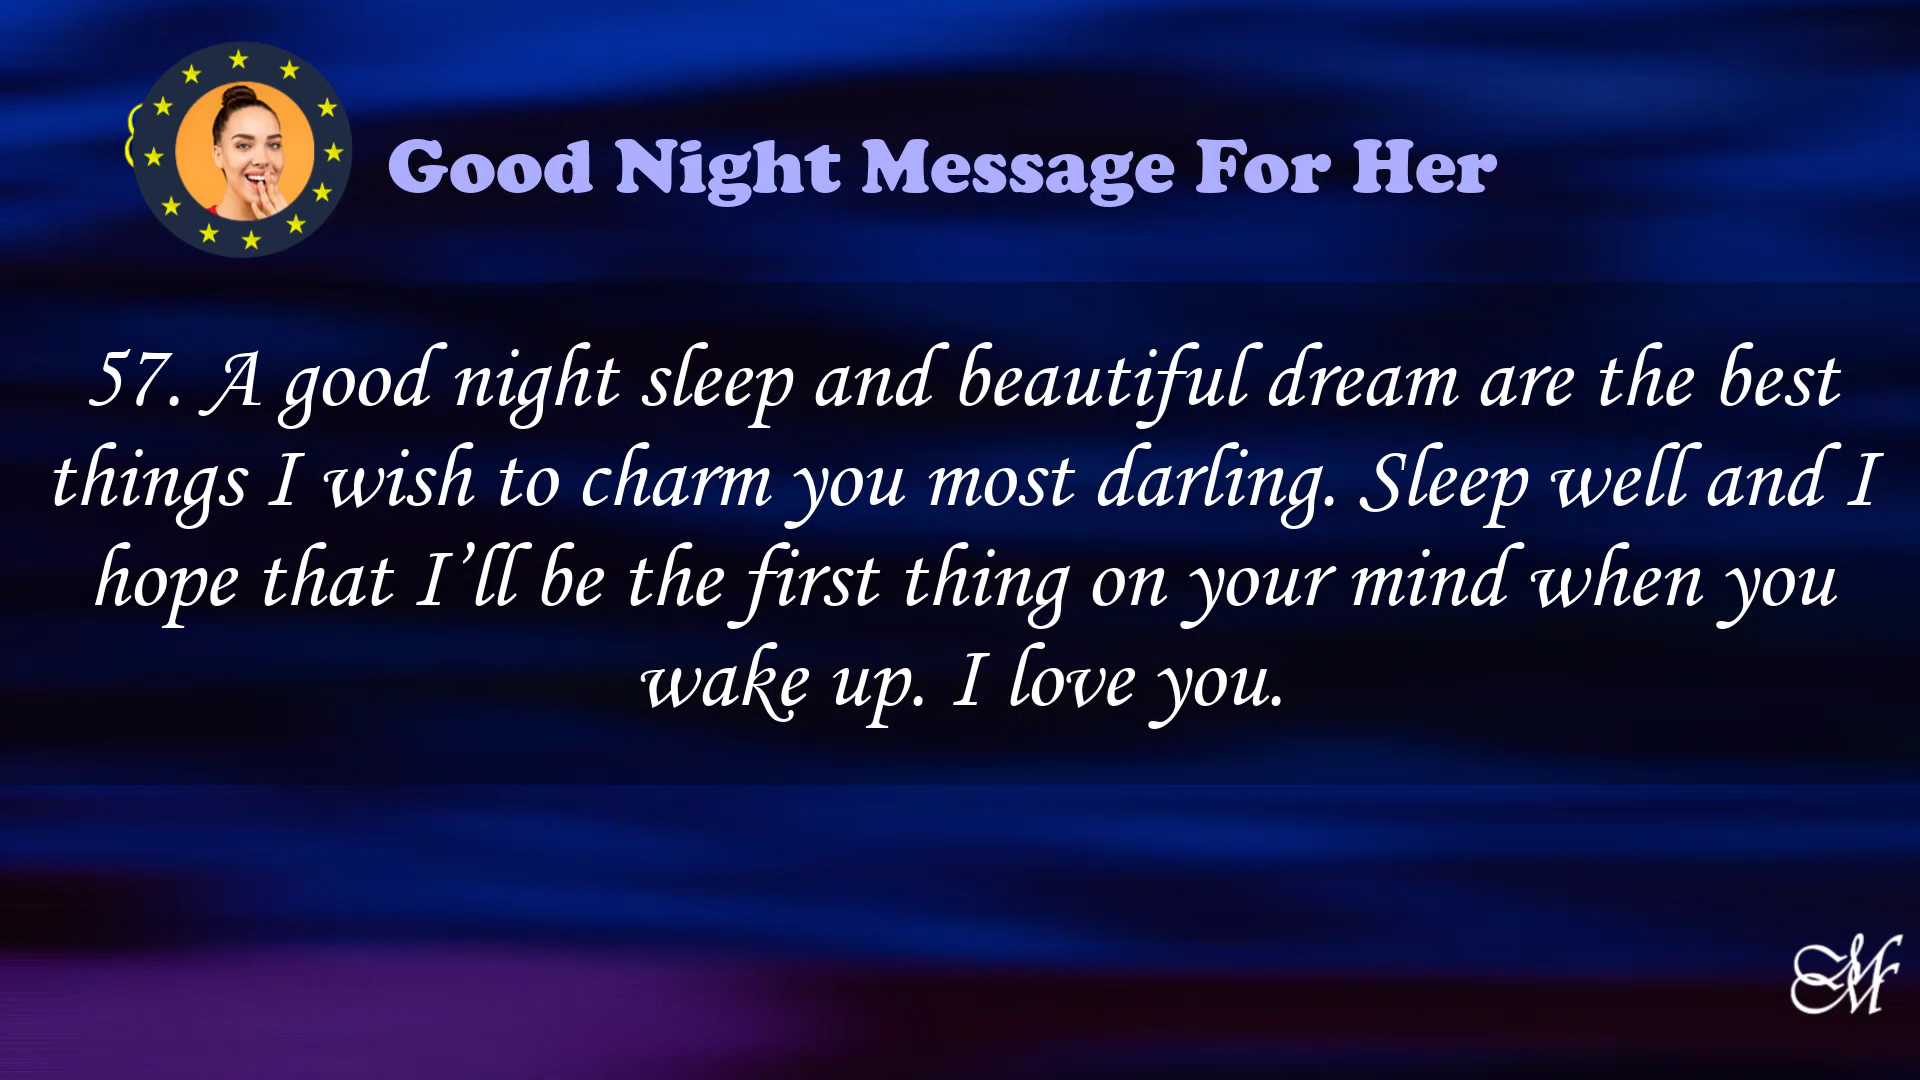 Good Night Message For Her
57. A good night sleep and beautiful dream are the best
things I wish to charm you most darling. Sleep well and I
hope that I’ll be the first thing on your mind when you
wake up. I love you.